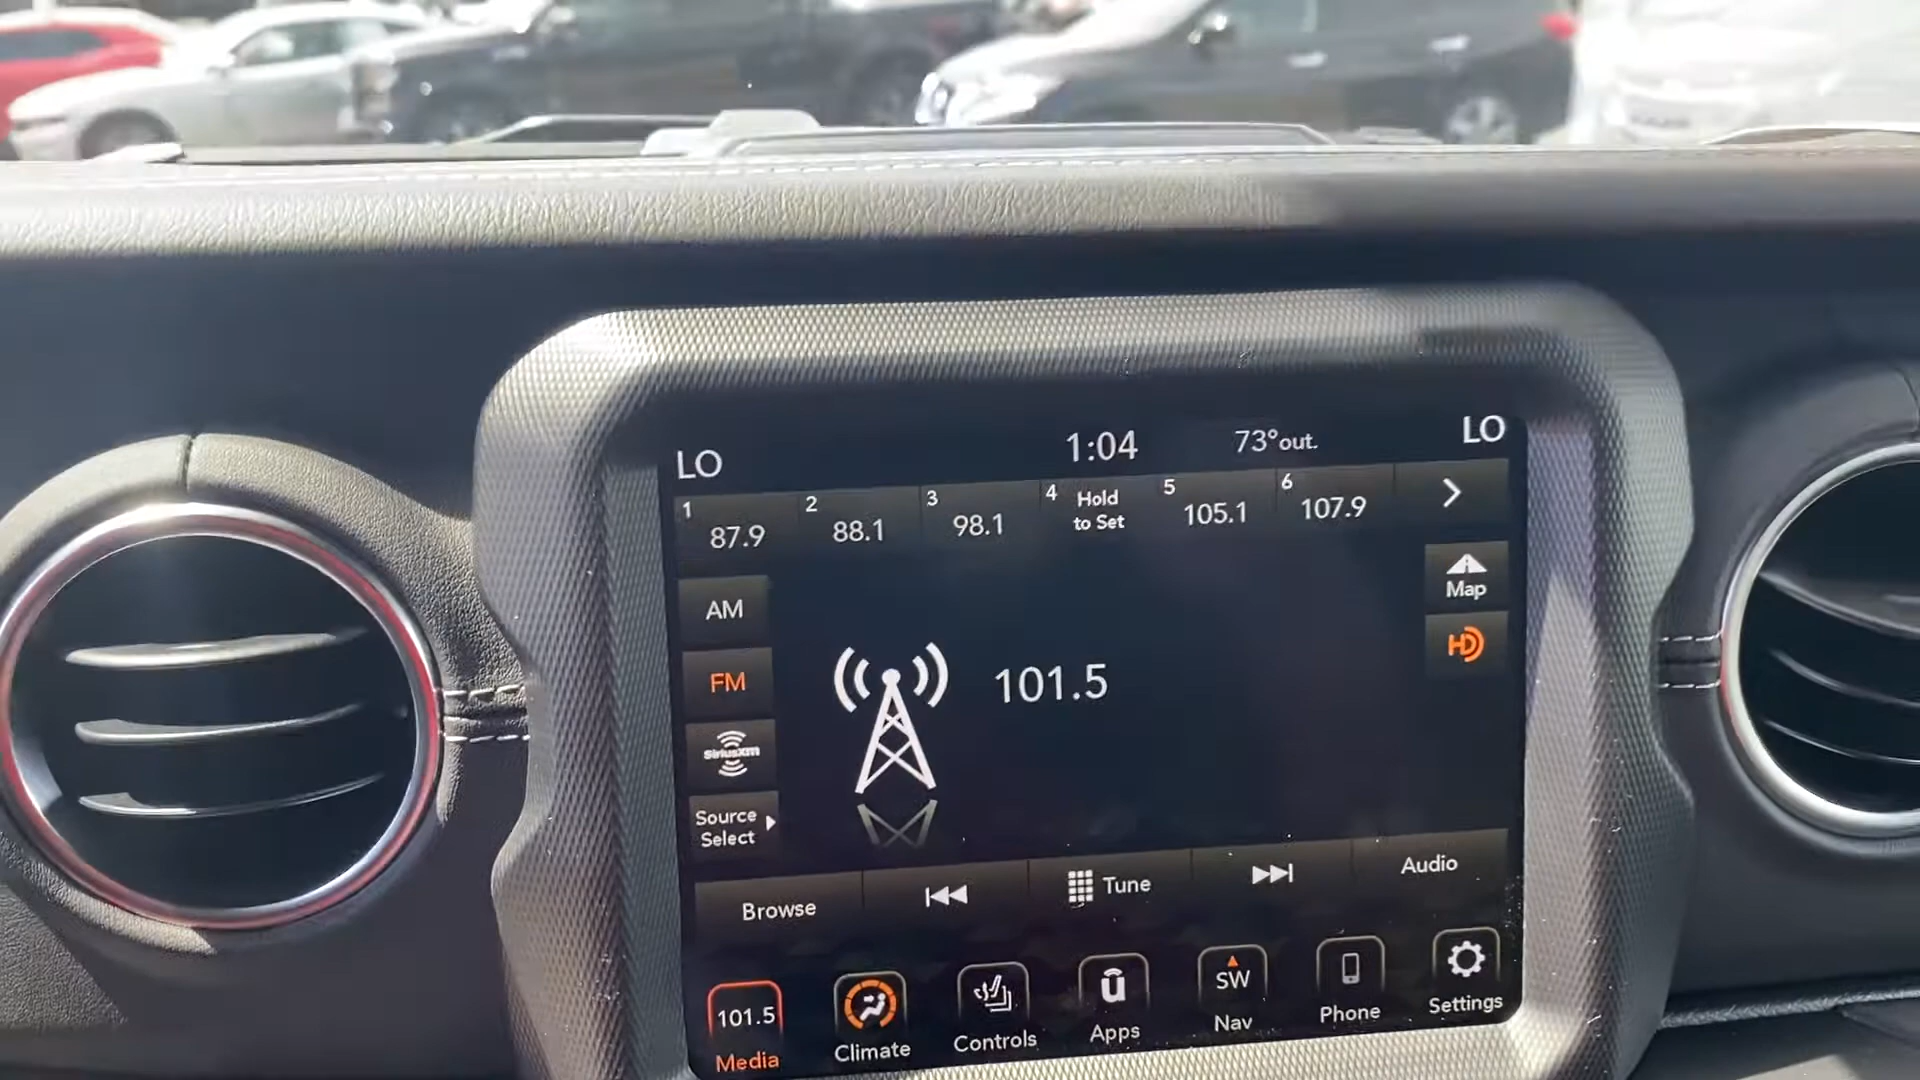 LO 1:04 73°out. LO
1 87.9 2 88.1 3 98.1 4 Hold to Set 5 105.1 6 107.9
Map
AM
HD
FM
101.5
SiriusXM
Source
Select
Browse Tune Audio
101.5 SW
Media Climate Controls Apps Nav Phone Settings